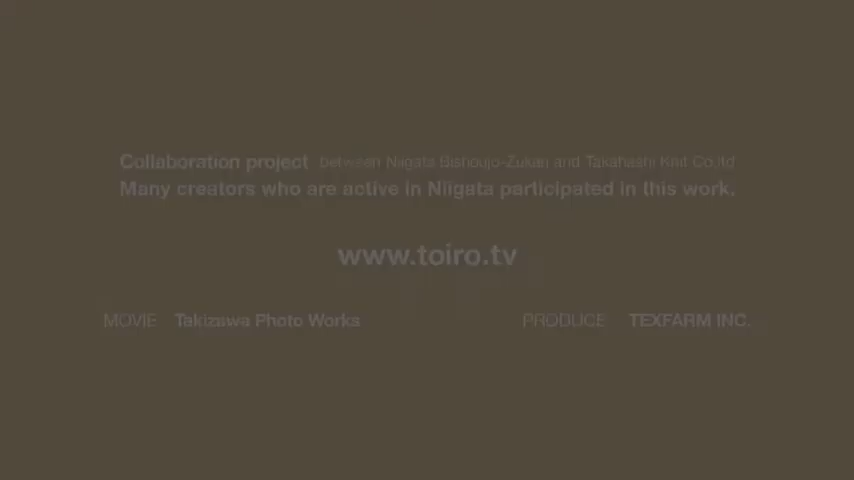 Collaboration project between Niigata Bishoujo-Zukan and Takahashi Knit Co.ltd
Many creators who are active in Niigata participated in this work.
www.toiro.tv
MOVIE Takizawa Photo Works PRODUCE TEXFARM INC.